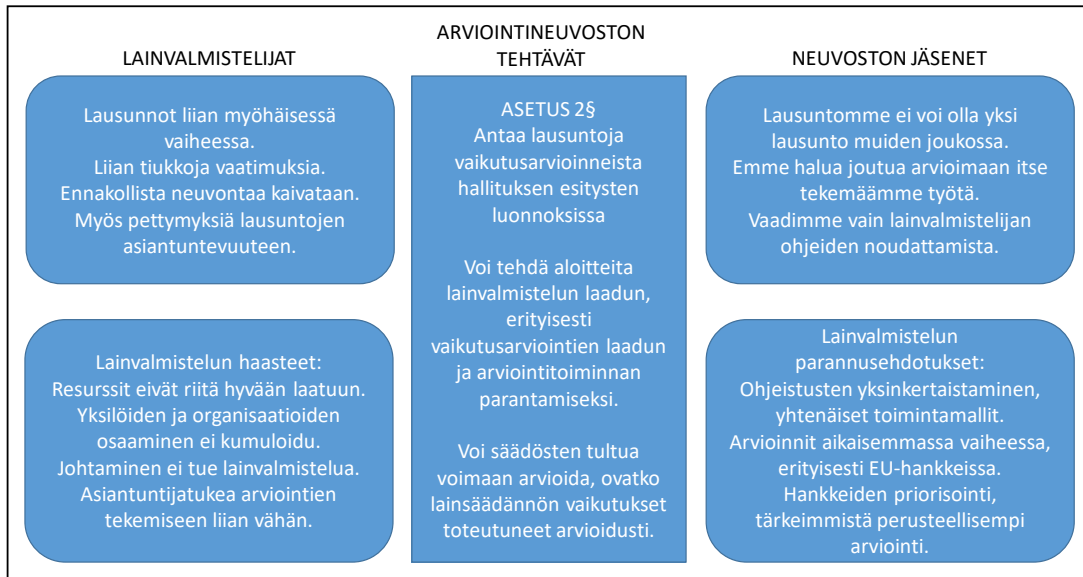 LAINVALMISTELIJAT
Lausunnot liian myöhäisessä
vaiheessa.
Liian tiukkoja vaatimuksia.
Ennakollista neuvontaa kaivataan.
Myös pettymyksiä lausuntojen
asiantuntevuuteen.
Lainvalmistelun haasteet:
Resurssit eivät riitä hyvään laatuun.
Yksilöiden ja organisaatioiden
osaaminen ei kumuloidu.
Johtaminen ei tue lainvalmistelua.
Asiantuntijatukea arviointien
tekemiseen liian vähän.
ARVIOINTINEUVOSTON
TEHTÄVÄT
ASETUS 2§
Antaa lausuntoja
vaikutusarvioinneista
hallituksen esitysten
luonnoksissa
Voi tehdä aloitteita
lainvalmistelun laadun,
erityisesti
vaikutusarviointien laadun
ja arviointitoiminnan
parantamiseksi.
Voi säädösten tultua
voimaan arvioida, ovatko
lainsäädännön vaikutukset
toteutuneet arvioidusti.
NEUVOSTON JÄSENET
Lausuntomme ei voi olla yksi
lausunto muiden joukossa.
Emme halua joutua arvioimaan itse
tekemäämme työtä.
Vaadimme vain lainvalmistelijan
ohjeiden noudattamista.
Lainvalmistelun
parannusehdotukset:
Ohjeistusten yksinkertaistaminen,
yhtenäiset toimintamallit.
Arvioinnit aikaisemmassa vaiheessa,
erityisesti EU-hankkeissa.
Hankkeiden priorisointi,
tärkeimmistä perusteellisempi
arviointi.